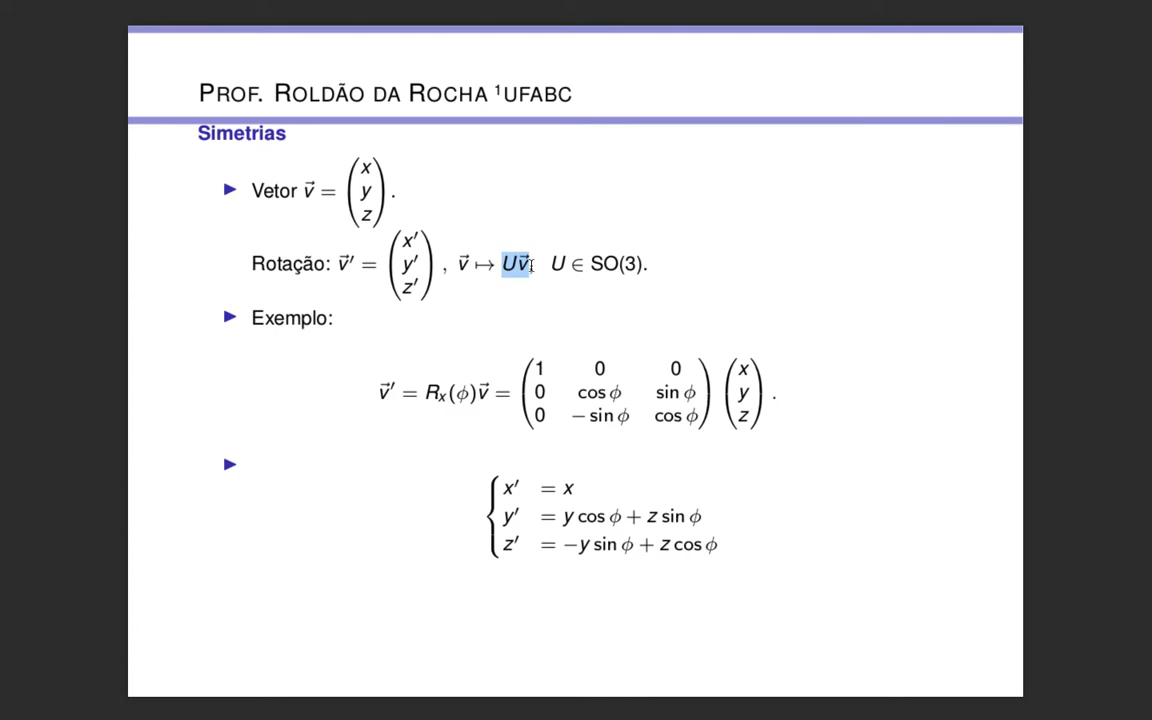 PROF. ROLDÃO DA ROCHA ¹UFABC
Simetrias
▶ Vetor v⃗ = (x y z) .
Rotação: v⃗ ′ = (x′ y′ z′) , v⃗ ↦ Uv⃗ U ∈ SO(3).
▶ Exemplo:
v⃗ ′ = Rₓ(ϕ)v⃗ = (1 0 0; 0 cos ϕ sin ϕ; 0 − sin ϕ cos ϕ) (x y z) .
▶
x′ = x
y′ = y cos ϕ + z sin ϕ
z′ = −y sin ϕ + z cos ϕ